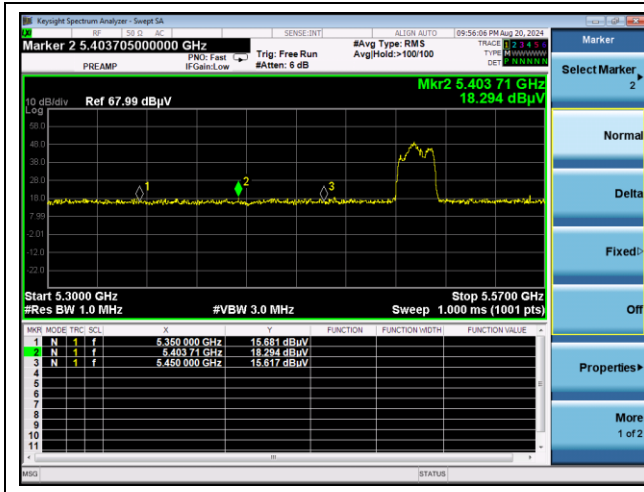 Keysight Spectrum Analyzer - Swept SA
RF 50 Ω AC SENSE:INT ALIGN AUTO 09:56:06 PM Aug 20, 2024
Marker 2 5.403705000000 GHz
PNO: Fast
IFGain:Low
PREAMP
Trig: Free Run
#Atten: 6 dB
#Avg Type: RMS
Avg|Hold:>100/100
TRACE 1 2 3 4 5 6
TYPE M W W W W W
DET P N N N N N
Mkr2 5.403 71 GHz
18.294 dBµV
10 dB/div Ref 67.99 dBµV
Log
58.0
48.0
38.0
28.0
18.0
7.99
-2.01
-12.0
-22.0
1
2
3
Start 5.3000 GHz Stop 5.5700 GHz
#Res BW 1.0 MHz #VBW 3.0 MHz Sweep 1.000 ms (1001 pts)
MKR MODE TRC SCL X Y FUNCTION FUNCTION WIDTH FUNCTION VALUE
1 N 1 f 5.350 000 GHz 15.681 dBµV
2 N 1 f 5.403 71 GHz 18.294 dBµV
3 N 1 f 5.450 000 GHz 15.617 dBµV
4
5
6
7
8
9
10
11
MSG STATUS
Marker
Select Marker
2
Normal
Delta
Fixed
Off
Properties
More
1 of 2